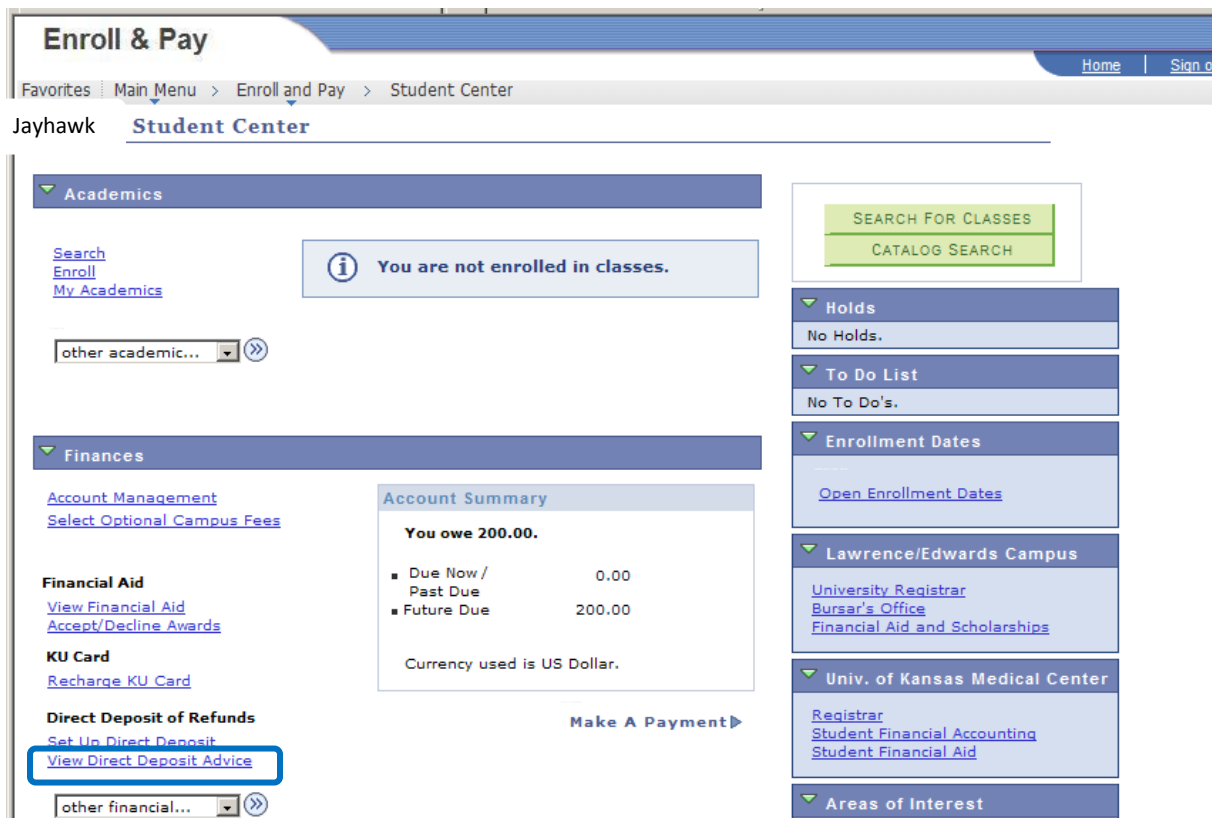 Enroll & Pay
Home | Sign o
Favorites Main Menu > Enroll and Pay > Student Center
Jayhawk Student Center
Academics
Search
Enroll
My Academics
You are not enrolled in classes.
other academic...
Finances
Account Management
Select Optional Campus Fees
Financial Aid
View Financial Aid
Accept/Decline Awards
KU Card
Recharge KU Card
Direct Deposit of Refunds
Set Up Direct Deposit
View Direct Deposit Advice
other financial...
Account Summary
You owe 200.00.
Due Now / 0.00
Past Due
Future Due 200.00
Currency used is US Dollar.
Make A Payment
SEARCH FOR CLASSES
CATALOG SEARCH
Holds
No Holds.
To Do List
No To Do's.
Enrollment Dates
Open Enrollment Dates
Lawrence/Edwards Campus
University Registrar
Bursar's Office
Financial Aid and Scholarships
Univ. of Kansas Medical Center
Registrar
Student Financial Accounting
Student Financial Aid
Areas of Interest